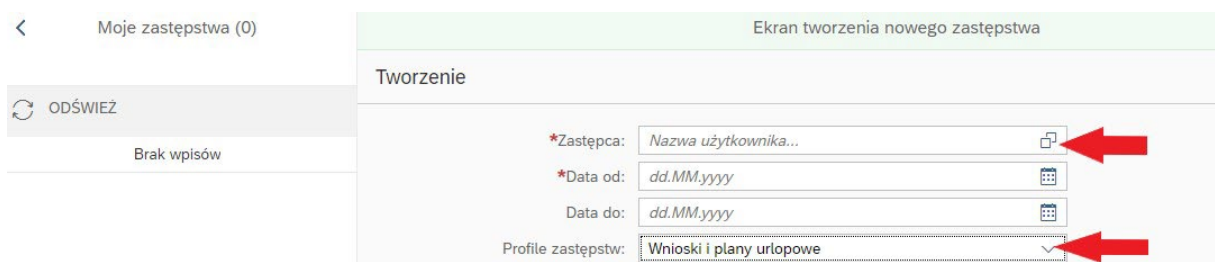 Moje zastępstwa (0)
Ekran tworzenia nowego zastępstwa
Tworzenie
ODŚWIEŻ
Brak wpisów
*Zastępca: Nazwa użytkownika...
*Data od: dd.MM.yyyy
Data do: dd.MM.yyyy
Profile zastępstw: Wnioski i plany urlopowe